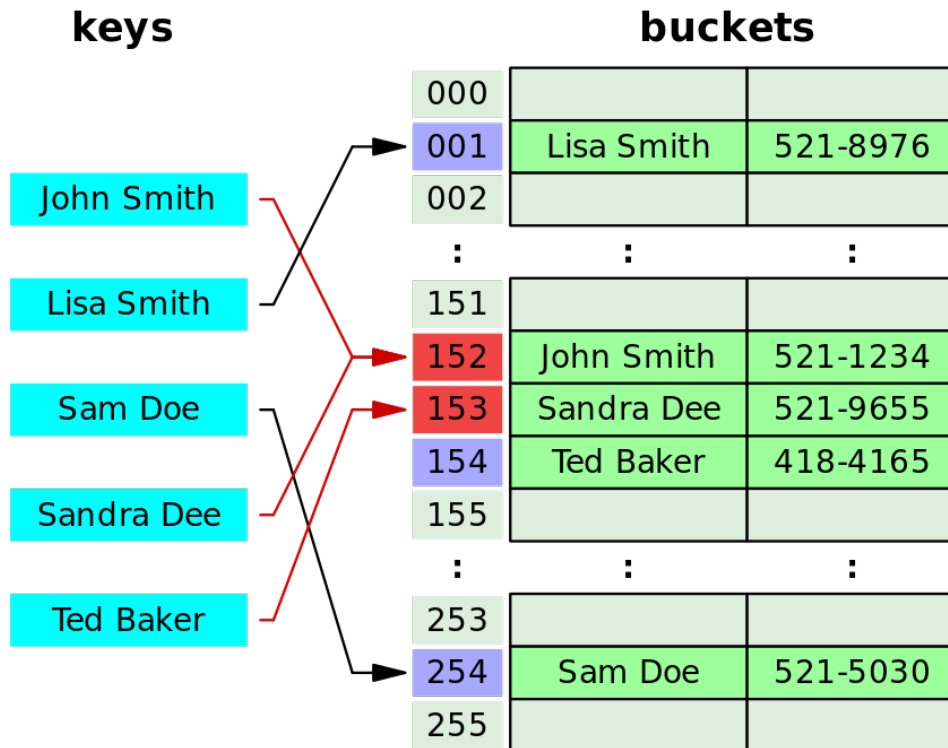 keys
buckets
John Smith
Lisa Smith
Sam Doe
Sandra Dee
Ted Baker
000
001 Lisa Smith 521-8976
002
: : :
151
152 John Smith 521-1234
153 Sandra Dee 521-9655
154 Ted Baker 418-4165
155
: : :
253
254 Sam Doe 521-5030
255